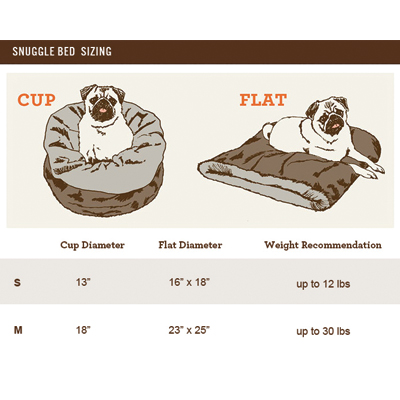 SNUGGLE BED SIZING
CUP FLAT
Cup Diameter Flat Diameter Weight Recommendation
S 13” 16” x 18” up to 12 lbs
M 18” 23” x 25” up to 30 lbs